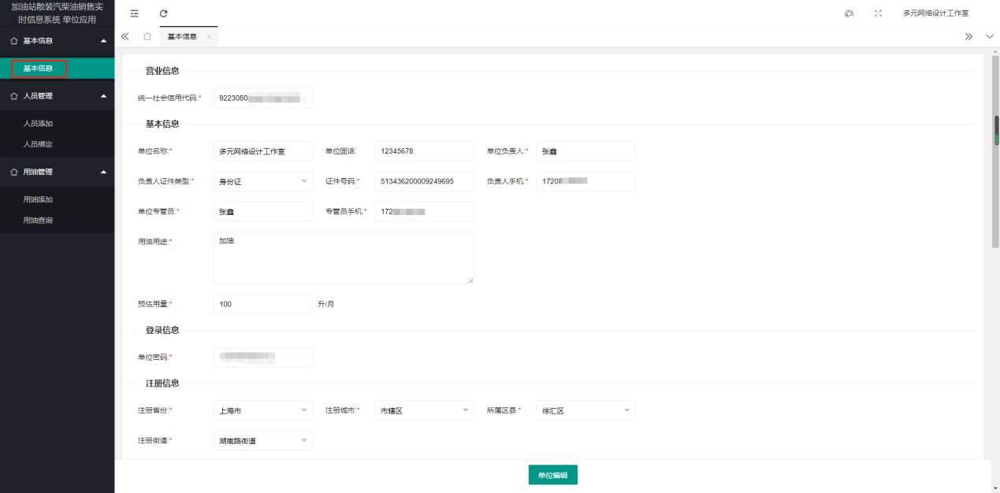 加油站散装汽柴油销售实
时信息系统 单位应用
多元网络设计工作室
基本信息
基本信息
基本信息
人员管理
人员添加
人员绑定
用油管理
用油添加
用油查询
营业信息
统一社会信用代码:* 9223080
基本信息
单位名称:* 多元网络设计工作室 单位固话: 12345678 单位负责人:* 张鑫
负责人证件类型:* 身份证 证件号码:* 513436200009249695 负责人手机:* 17208
单位专管员:* 张鑫 专管员手机:* 172
用油用途:* 加油
预估用量:* 100 升/月
登录信息
单位密码:*
注册信息
注册省份:* 上海市 注册城市:* 市辖区 所属区县:* 徐汇区
注册街道:* 湖南路街道
单位编辑